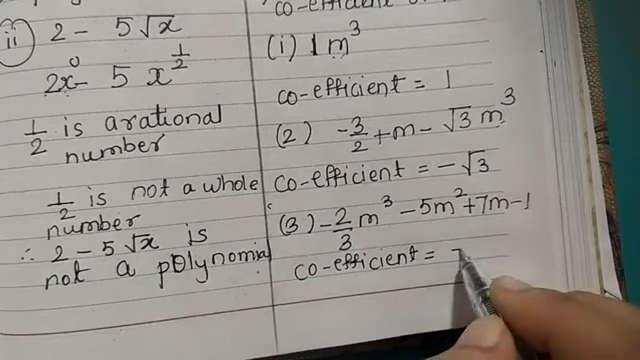 ii) 2 - 5√x
2x⁰ - 5 x^(1/2)
1/2 is a rational
number
1/2 is not a whole
number
∴ 2 - 5√x is
not a polynomial
co-efficient
(i) 1m³
co-efficient = 1
(2) -3/2 + m - √3 m³
co-efficient = -√3
(3) -2/3 m³ - 5m² + 7m - 1
co-efficient = -